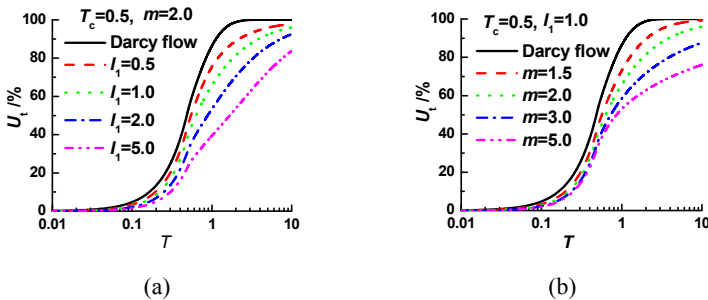 T_c=0.5, m=2.0
Darcy flow
I_1=0.5
I_1=1.0
I_1=2.0
I_1=5.0
U_t /%
100
80
60
40
20
0
0.01 0.1 1 10
T
(a)
T_c=0.5, I_1=1.0
Darcy flow
m=1.5
m=2.0
m=3.0
m=5.0
U_t /%
100
80
60
40
20
0
0.01 0.1 1 10
T
(b)